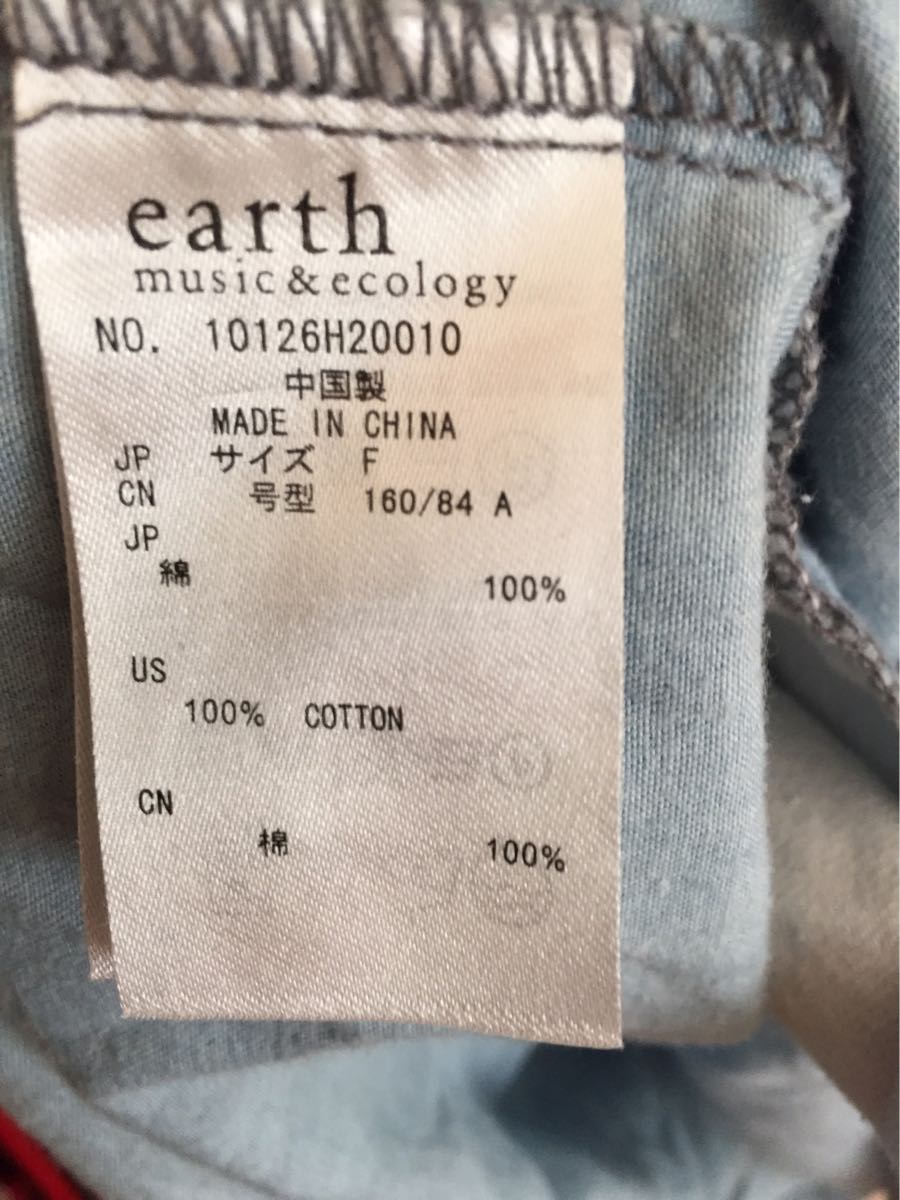 earth
music&ecology
NO. 10126H20010
中国製
MADE IN CHINA
JP サイズ F
CN 号型 160/84 A
JP
綿 100%
US
100% COTTON
CN
棉 100%